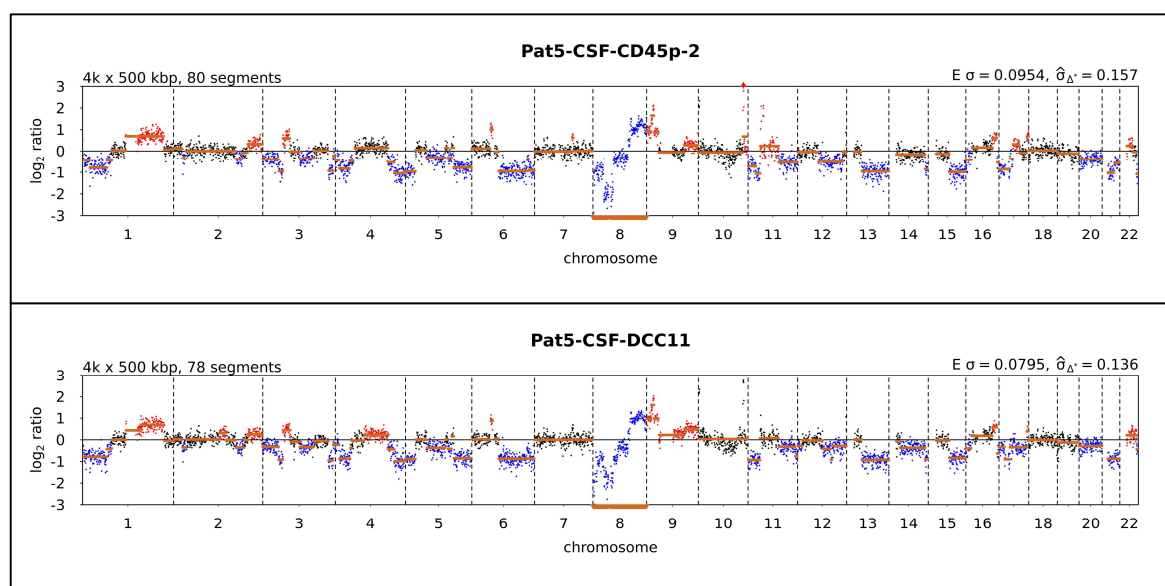 Pat5-CSF-CD45p-2
4k x 500 kbp, 80 segments
E σ = 0.0954, σ̂Δ* = 0.157
3
2
1
0
-1
-2
-3
log2 ratio
1 2 3 4 5 6 7 8 9 10 11 12 13 14 15 16 18 20 22
chromosome
Pat5-CSF-DCC11
4k x 500 kbp, 78 segments
E σ = 0.0795, σ̂Δ* = 0.136
3
2
1
0
-1
-2
-3
log2 ratio
1 2 3 4 5 6 7 8 9 10 11 12 13 14 15 16 18 20 22
chromosome